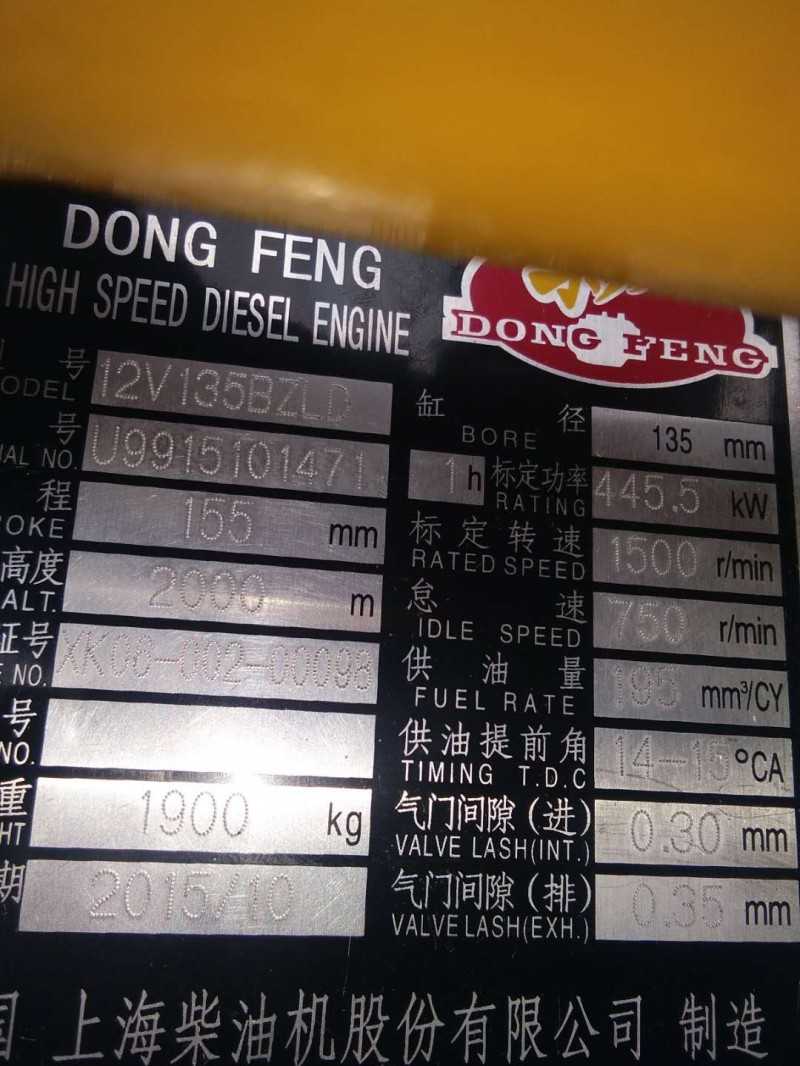 DONG FENG
HIGH SPEED DIESEL ENGINE
DONG FENG
号
ODEL
12V135BZLD
号
IAL NO.
U9915101471
程
OKE
155 mm
高度
ALT.
2000 m
证号
E NO.
XK06-002-00098
号
NO.
重
HT
1900 kg
期
2015/10
缸 径
BORE
135 mm
1h
标定功率
RATING
445.5 kW
标定转速
RATED SPEED
1500 r/min
怠 速
IDLE SPEED
750 r/min
供油量
FUEL RATE
195 mm³/CY
供油提前角
TIMING T.D.C
14-15 °CA
气门间隙(进)
VALVE LASH(INT.)
0.30 mm
气门间隙(排)
VALVE LASH(EXH.)
0.35 mm
国 上海柴油机股份有限公司 制造